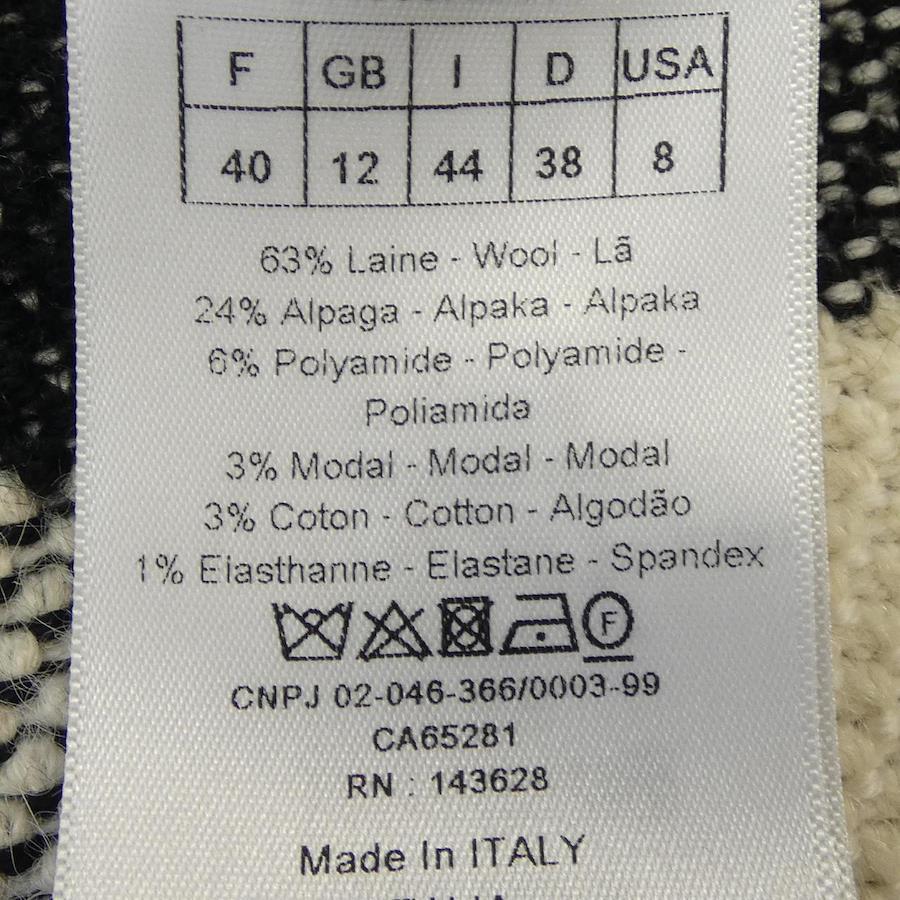 F GB I D USA
40 12 44 38 8
63% Laine - Wool - Lã
24% Alpaga - Alpaka - Alpaka
6% Polyamide - Polyamide -
Poliamida
3% Modal - Modal - Modal
3% Coton - Cotton - Algodão
1% Elasthanne - Elastane - Spandex
F
CNPJ 02-046-366/0003-99
CA65281
RN : 143628
Made In ITALY